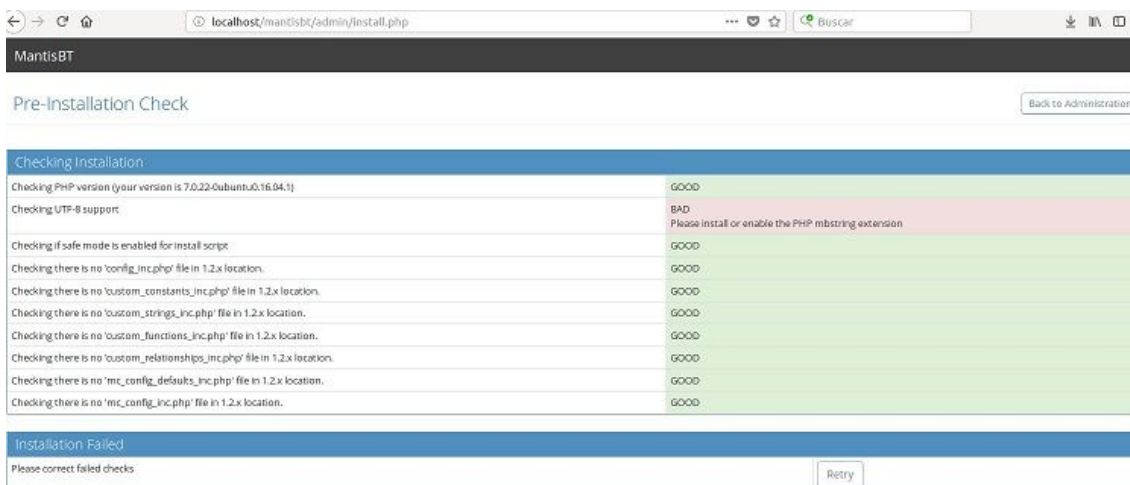 localhost/mantisbt/admin/install.php
Buscar
MantisBT
Pre-Installation Check
Back to Administration
Checking Installation
Checking PHP version (your version is 7.0.22-0ubuntu0.16.04.1)
GOOD
Checking UTF-8 support
BAD
Please install or enable the PHP mbstring extension
Checking if safe mode is enabled for install script
GOOD
Checking there is no 'config_inc.php' file in 1.2.x location.
GOOD
Checking there is no 'custom_constants_inc.php' file in 1.2.x location.
GOOD
Checking there is no 'custom_strings_inc.php' file in 1.2.x location.
GOOD
Checking there is no 'custom_functions_inc.php' file in 1.2.x location.
GOOD
Checking there is no 'custom_relationships_inc.php' file in 1.2.x location.
GOOD
Checking there is no 'mc_config_defaults_inc.php' file in 1.2.x location.
GOOD
Checking there is no 'mc_config_inc.php' file in 1.2.x location.
GOOD
Installation Failed
Please correct failed checks
Retry